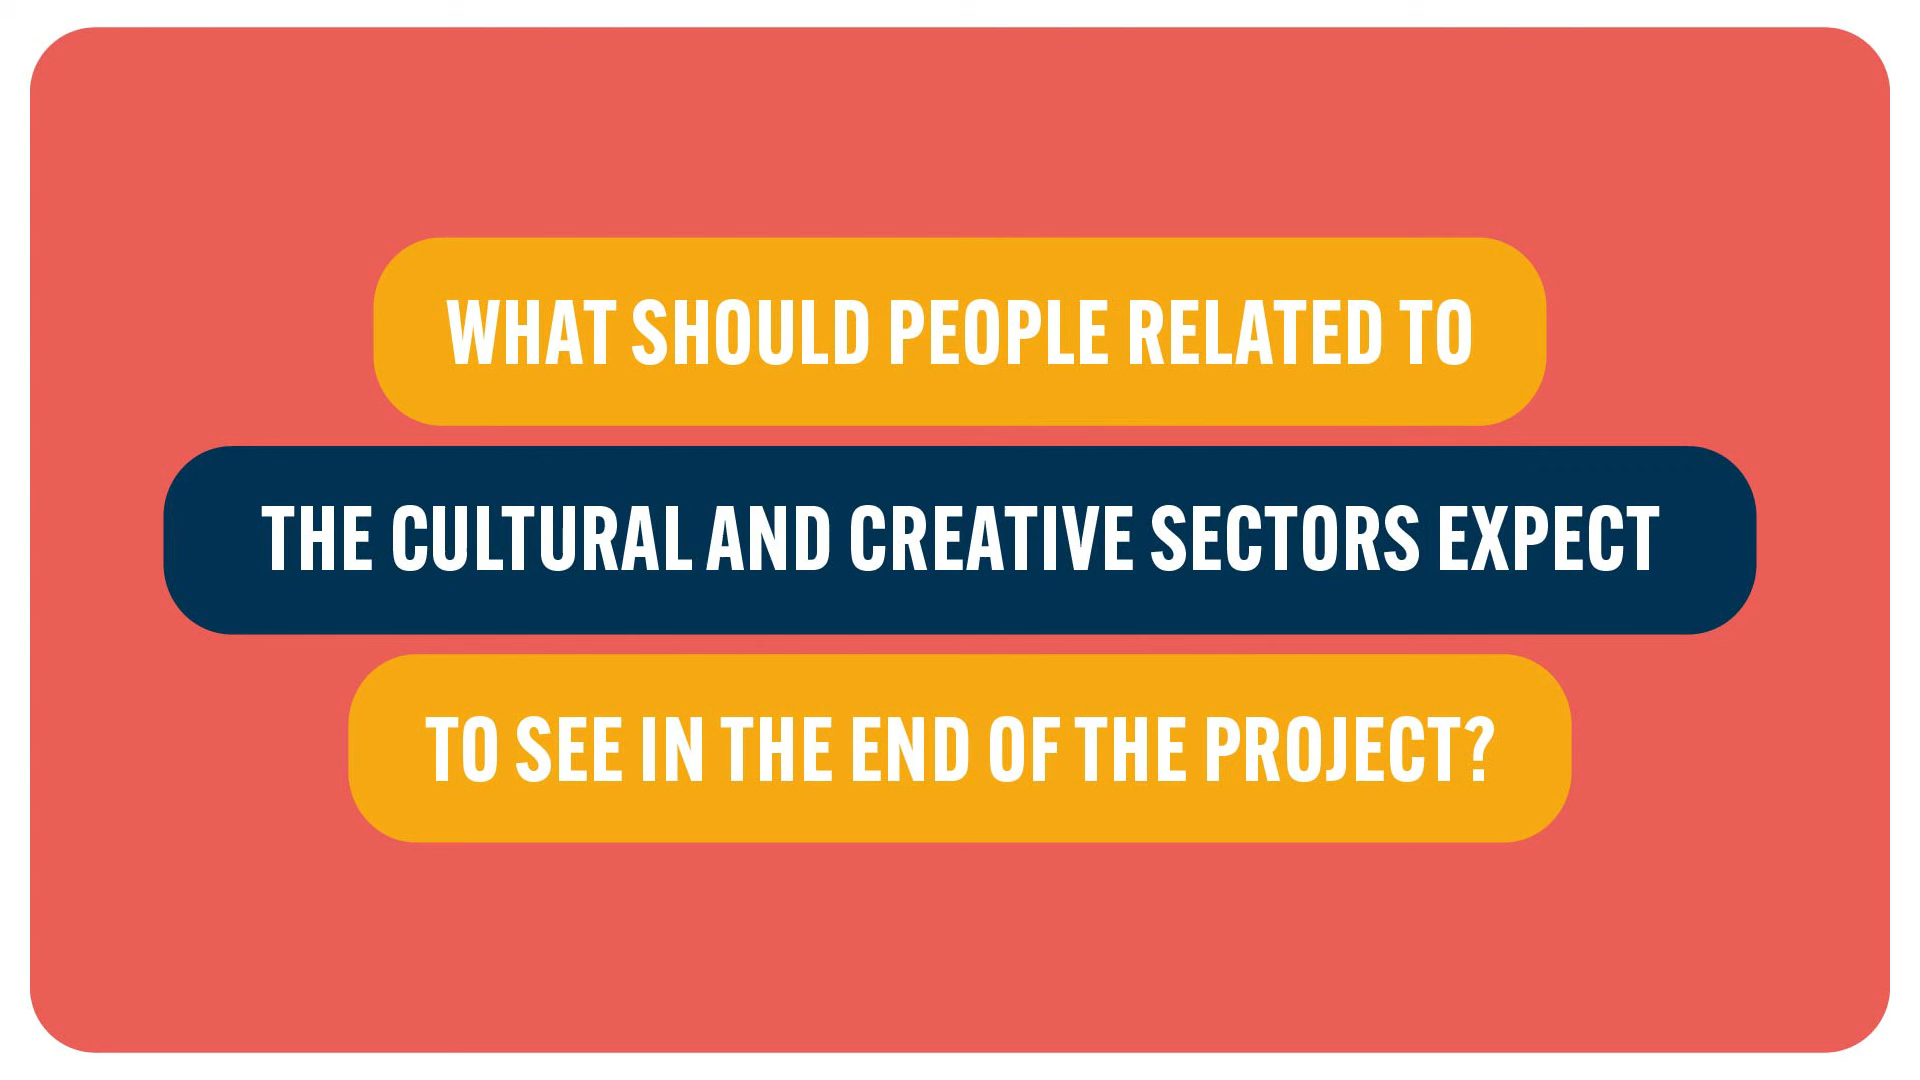 WHAT SHOULD PEOPLE RELATED TO
THE CULTURAL AND CREATIVE SECTORS EXPECT
TO SEE IN THE END OF THE PROJECT?